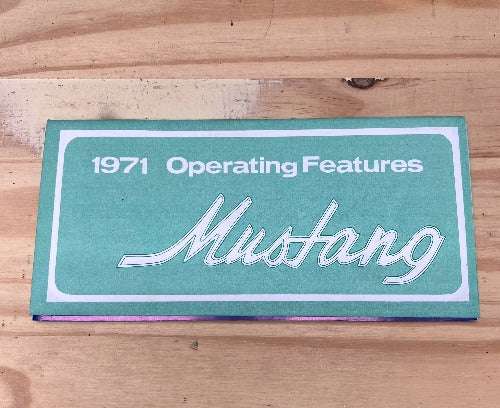 1971 Operating Features
Mustang